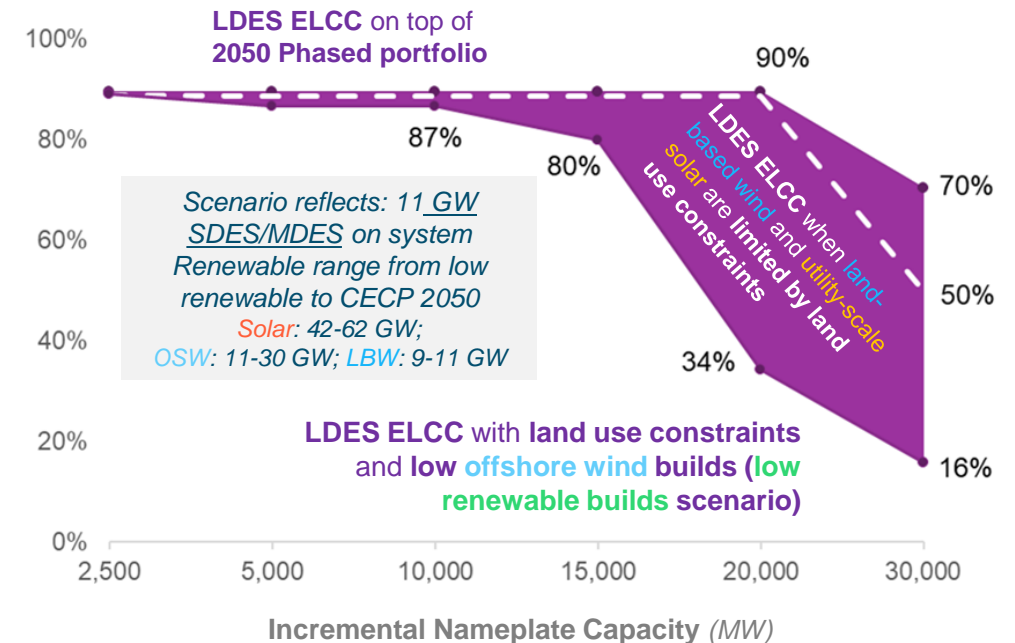 LDES ELCC on top of
2050 Phased portfolio
100%
80%
60%
40%
20%
0%
90%
87%
80%
70%
50%
34%
16%
LDES ELCC when land-
based wind and utility-scale
solar are limited by land
use constraints
Scenario reflects: 11 GW
SDES/MDES on system
Renewable range from low
renewable to CECP 2050
Solar: 42-62 GW;
OSW: 11-30 GW; LBW: 9-11 GW
LDES ELCC with land use constraints
and low offshore wind builds (low
renewable builds scenario)
2,500
5,000
10,000
15,000
20,000
30,000
Incremental Nameplate Capacity (MW)